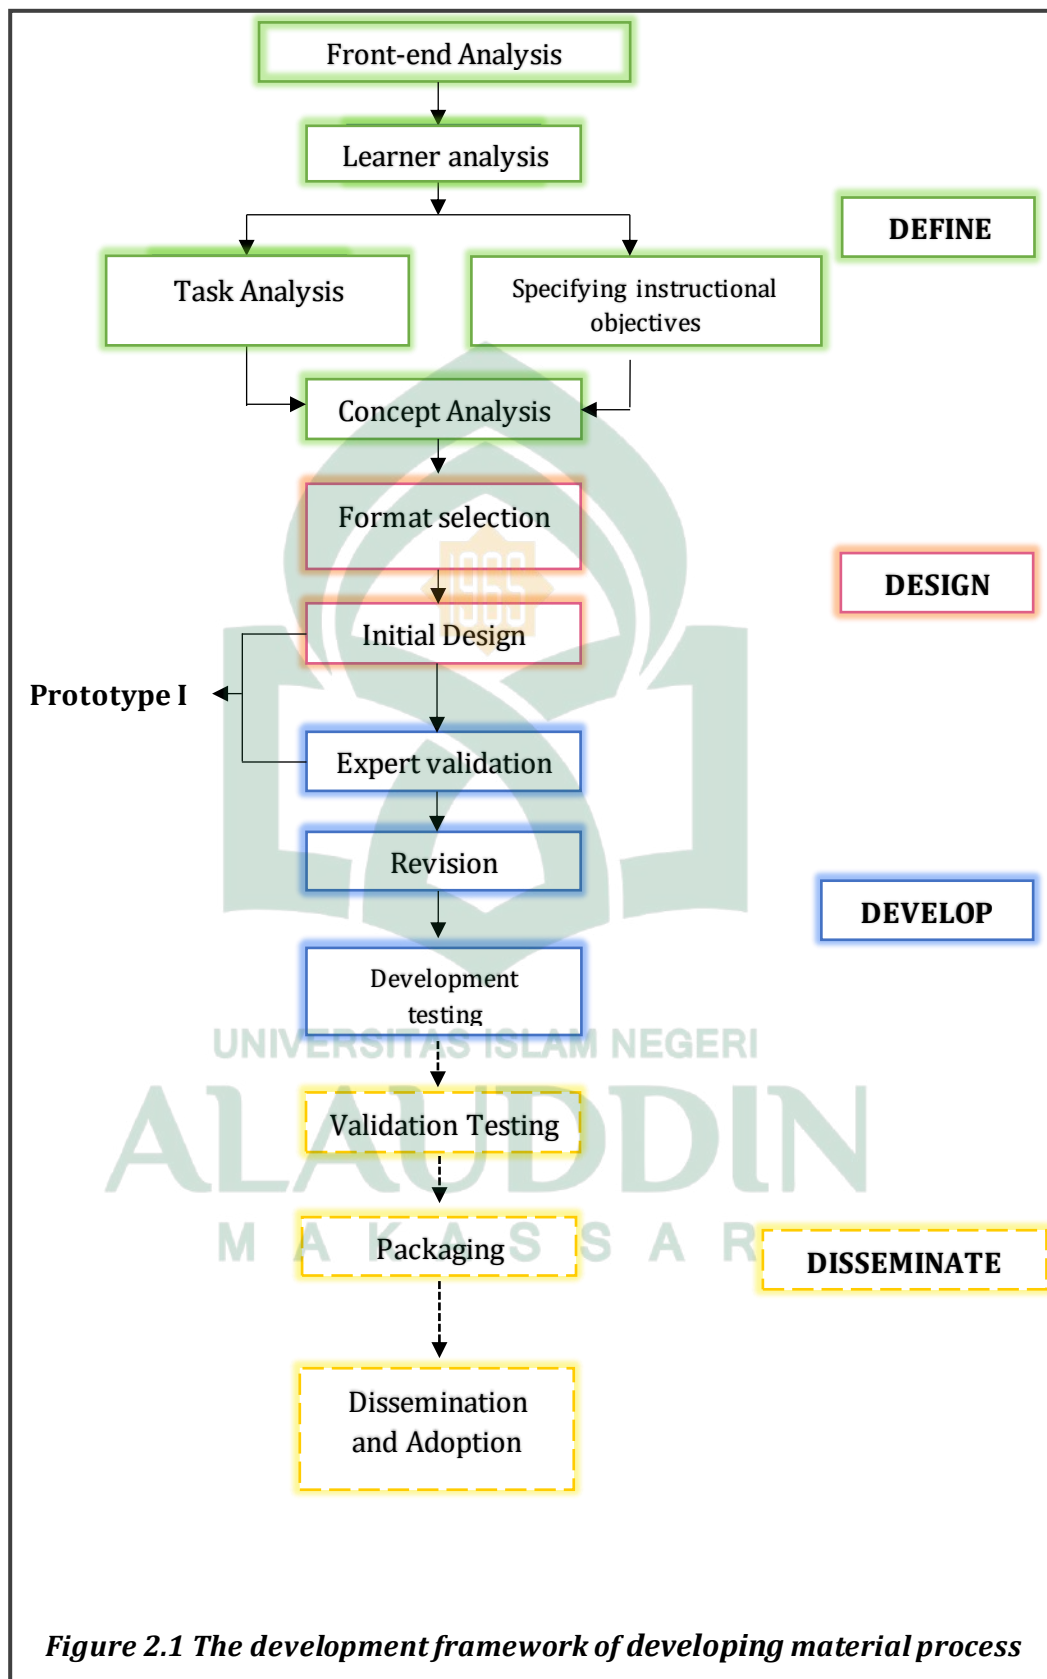 Front-end Analysis
Learner analysis
DEFINE
Task Analysis
Specifying instructional
objectives
Concept Analysis
Format selection
1965
DESIGN
Initial Design
Prototype I
Expert validation
Revision
DEVELOP
Development
testing
UNIVERSITAS ISLAM NEGERI
ALAUDDIN
MAKASSAR
Validation Testing
Packaging
DISSEMINATE
Dissemination
and Adoption
Figure 2.1 The development framework of developing material process